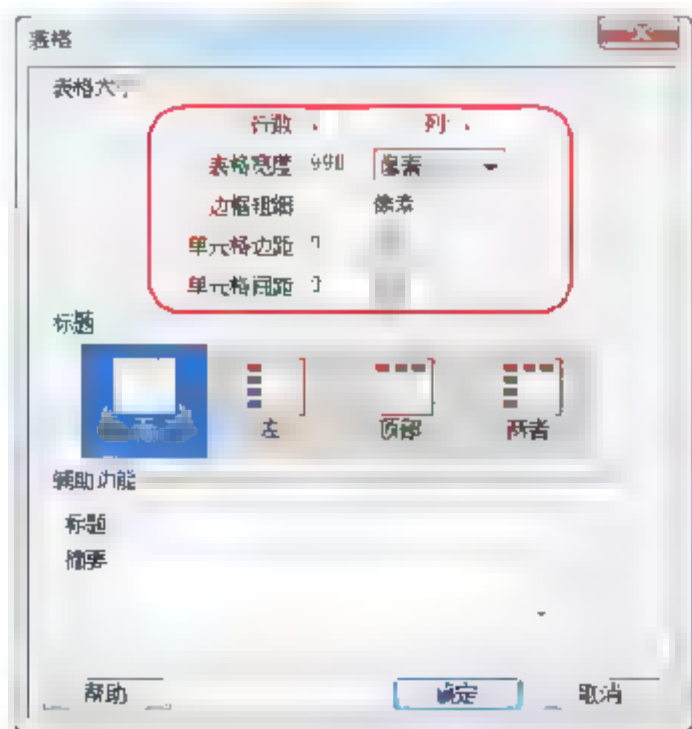 表格
表格大小
行数 列
表格宽度 像素
边框粗细 像素
单元格边距
单元格间距
标题
无 左 顶部 两者
辅助功能
标题
摘要
帮助 确定 取消